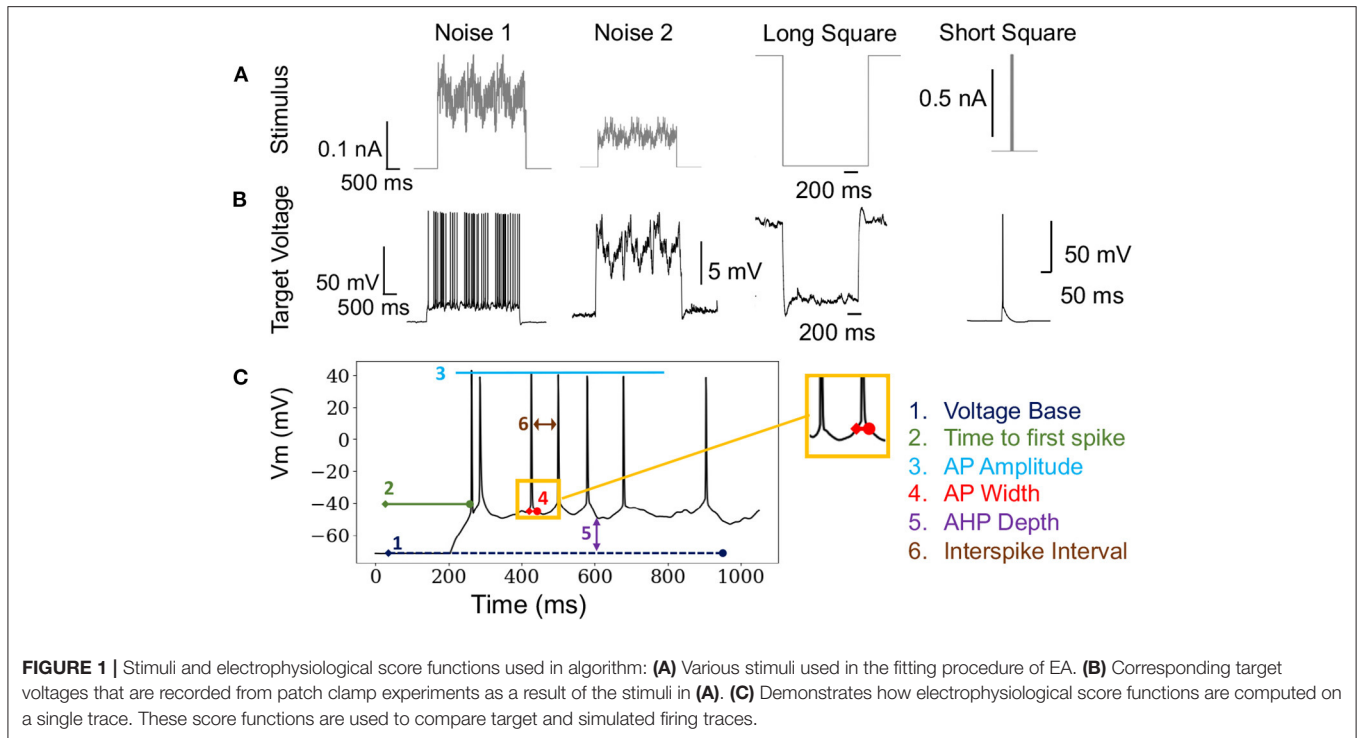 Noise 1 Noise 2 Long Square Short Square
A
Stimulus
0.1 nA
500 ms
200 ms
0.5 nA
B
Target Voltage
50 mV
500 ms
5 mV
200 ms
50 mV
50 ms
C
Vm (mV)
40
20
0
−20
−40
−60
0 200 400 600 800 1000
Time (ms)
3
6
2
4
5
1
1. Voltage Base
2. Time to first spike
3. AP Amplitude
4. AP Width
5. AHP Depth
6. Interspike Interval
FIGURE 1 | Stimuli and electrophysiological score functions used in algorithm: (A) Various stimuli used in the fitting procedure of EA. (B) Corresponding target
voltages that are recorded from patch clamp experiments as a result of the stimuli in (A). (C) Demonstrates how electrophysiological score functions are computed on
a single trace. These score functions are used to compare target and simulated firing traces.